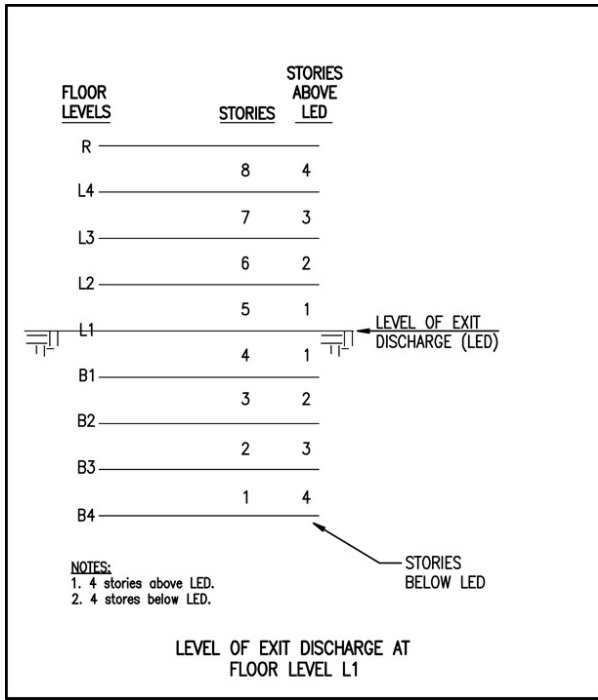 FLOOR LEVELS
STORIES
STORIES ABOVE LED
R
8 4
L4
7 3
L3
6 2
L2
5 1
L1
LEVEL OF EXIT
DISCHARGE (LED)
4 1
B1
3 2
B2
2 3
B3
1 4
B4
STORIES
BELOW LED
NOTES:
1. 4 stories above LED.
2. 4 stores below LED.
LEVEL OF EXIT DISCHARGE AT
FLOOR LEVEL L1